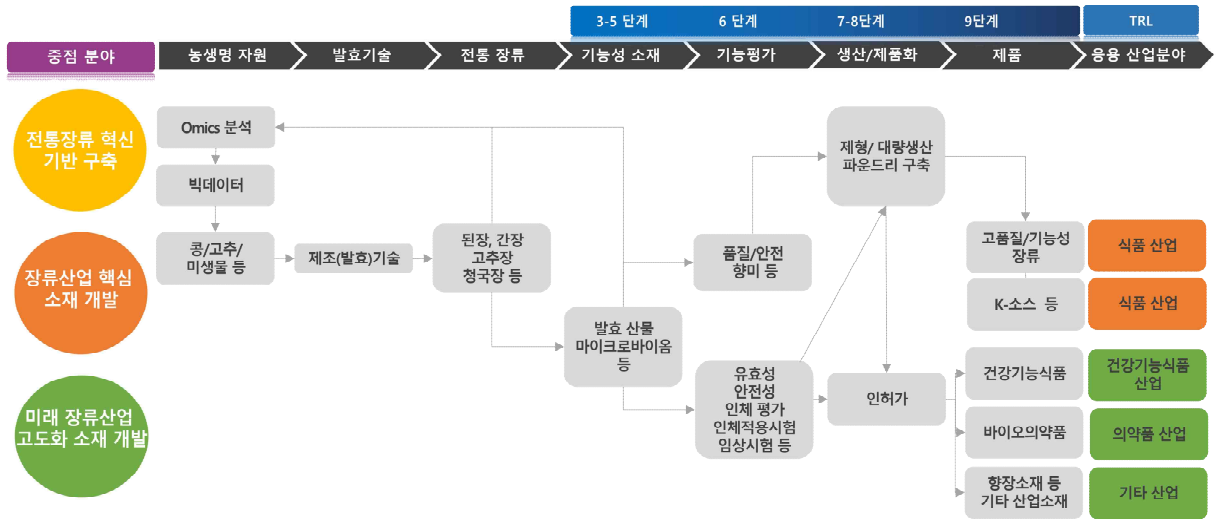 3-5 단계
6 단계
7-8단계
9단계
TRL
중점 분야
농생명 자원
발효기술
전통 장류
기능성 소재
기능평가
생산/제품화
제품
응용 산업분야
전통장류 혁신
기반 구축
Omics 분석
빅데이터
콩/고추/
미생물 등
제조(발효)기술
된장, 간장
고추장
청국장 등
품질/안전
향미 등
제형/ 대량생산
파운드리 구축
고품질/기능성
장류
식품 산업
장류산업 핵심
소재 개발
K-소스 등
식품 산업
발효 산물
마이크로바이옴
등
유효성
안전성
인체 평가
인체적용시험
임상시험 등
인허가
건강기능식품
건강기능식품
산업
미래 장류산업
고도화 소재 개발
바이오의약품
의약품 산업
향장소재 등
기타 산업소재
기타 산업